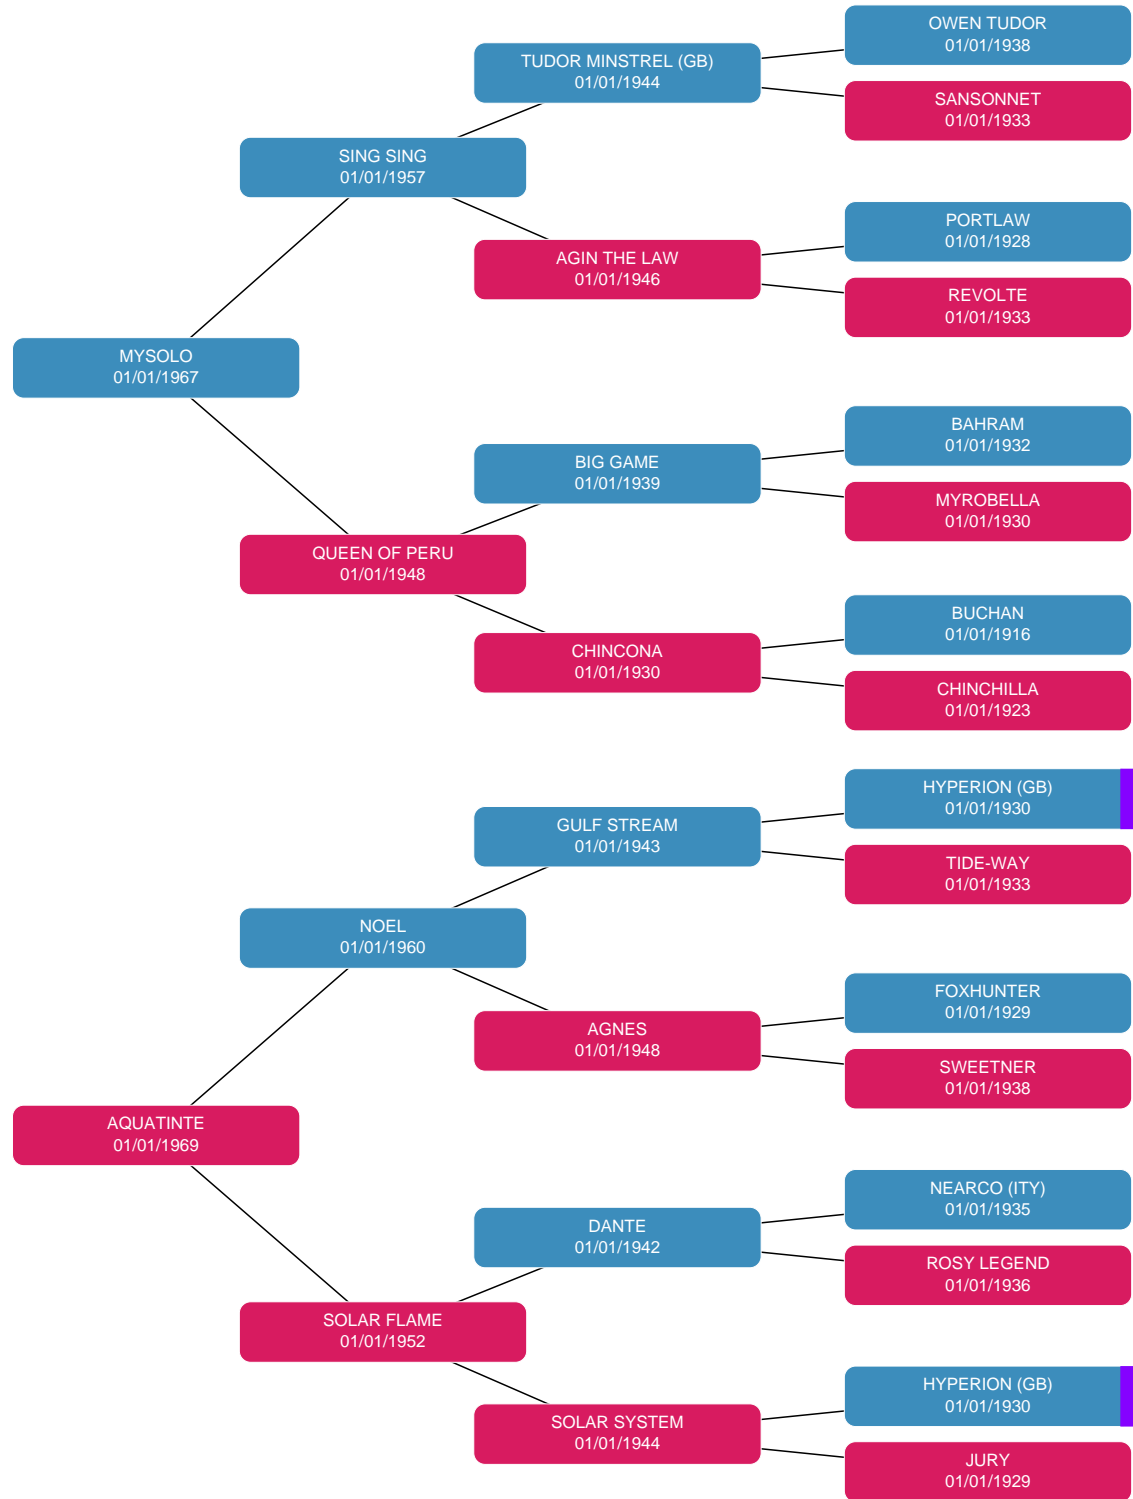 OWEN TUDOR
01/01/1938
TUDOR MINSTREL (GB)
01/01/1944
SANSONNET
01/01/1933
SING SING
01/01/1957
PORTLAW
01/01/1928
AGIN THE LAW
01/01/1946
REVOLTE
01/01/1933
MYSOLO
01/01/1967
BAHRAM
01/01/1932
BIG GAME
01/01/1939
MYROBELLA
01/01/1930
QUEEN OF PERU
01/01/1948
BUCHAN
01/01/1916
CHINCONA
01/01/1930
CHINCHILLA
01/01/1923
HYPERION (GB)
01/01/1930
GULF STREAM
01/01/1943
TIDE-WAY
01/01/1933
NOEL
01/01/1960
FOXHUNTER
01/01/1929
AGNES
01/01/1948
SWEETNER
01/01/1938
AQUATINTE
01/01/1969
NEARCO (ITY)
01/01/1935
DANTE
01/01/1942
ROSY LEGEND
01/01/1936
SOLAR FLAME
01/01/1952
HYPERION (GB)
01/01/1930
SOLAR SYSTEM
01/01/1944
JURY
01/01/1929